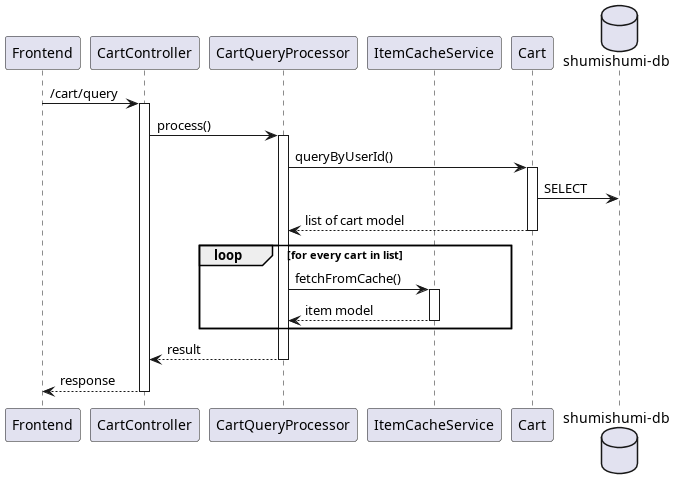 Frontend CartController CartQueryProcessor ItemCacheService Cart shumishumi-db
/cart/query
process()
queryByUserId()
SELECT
list of cart model
loop [for every cart in list]
fetchFromCache()
item model
result
response
Frontend CartController CartQueryProcessor ItemCacheService Cart shumishumi-db